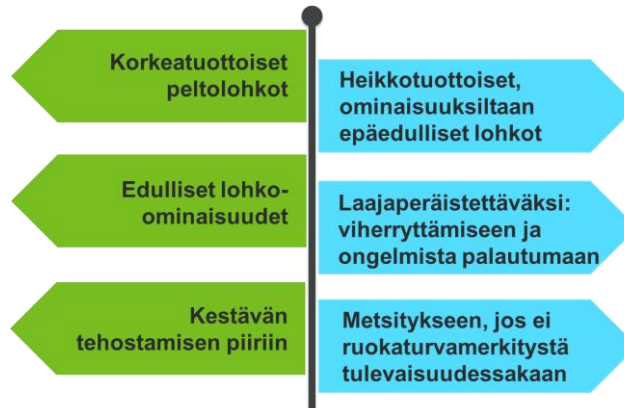 Korkeatuottoiset
peltolohkot
Heikkotuottoiset,
ominaisuuksiltaan
epäedulliset lohkot
Edulliset lohko-
ominaisuudet
Laajaperäistettäväksi:
viherryttämiseen ja
ongelmista palautumaan
Kestävän
tehostamisen piiriin
Metsitykseen, jos ei
ruokaturvamerkitystä
tulevaisuudessakaan